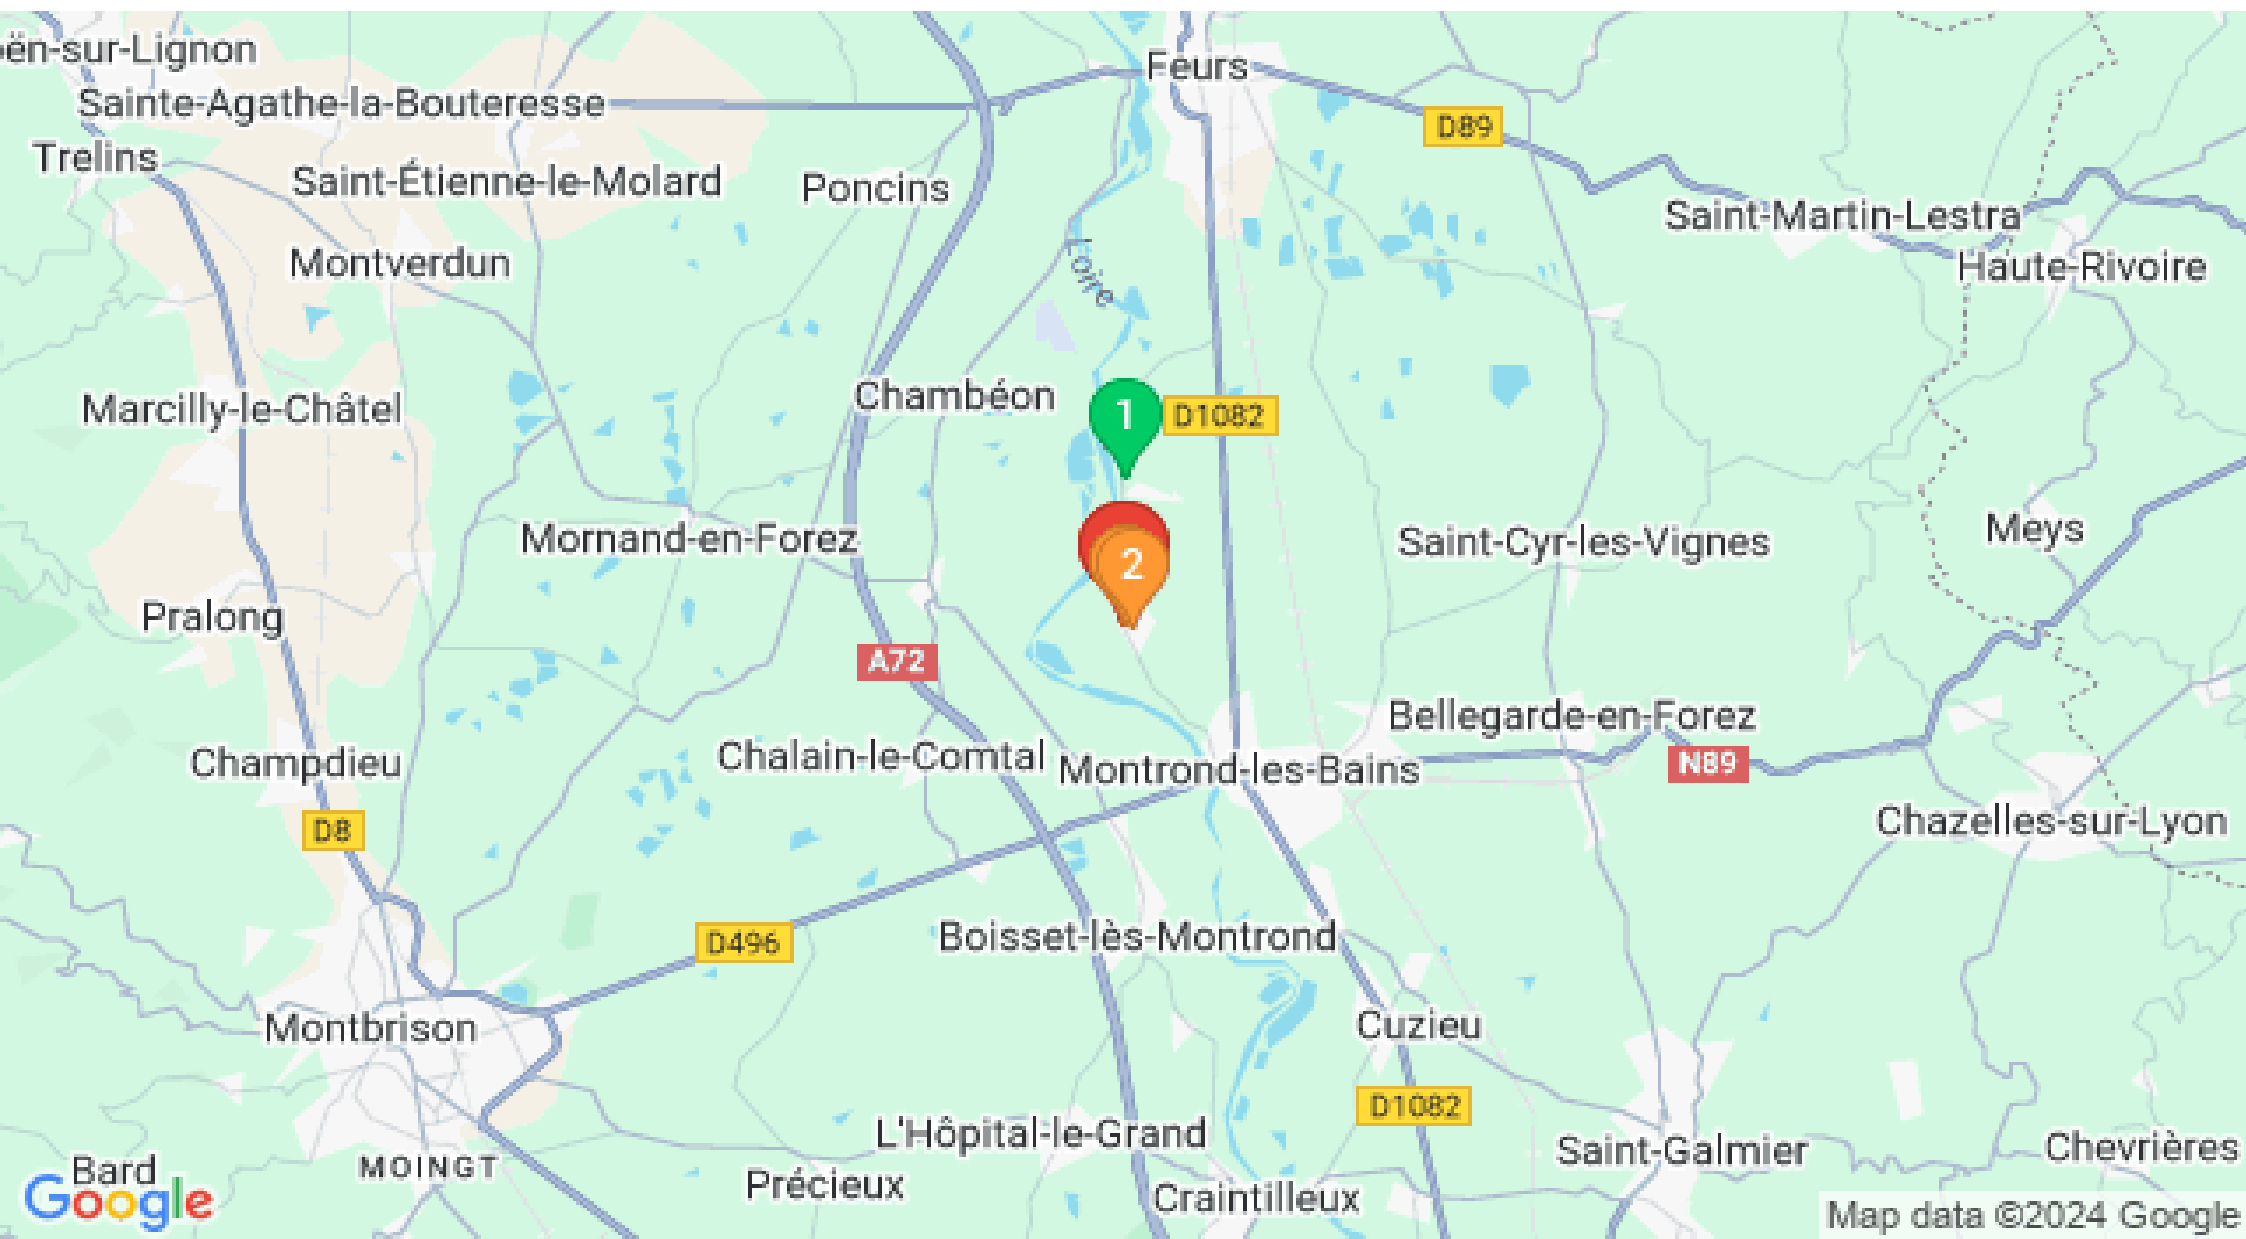 oën-sur-Lignon
Feurs
Sainte-Agathe-la-Bouteresse
D89
Trelins
Saint-Étienne-le-Molard
Poncins
Saint-Martin-Lestra
Montverdun
Loire
Haute-Rivoire
Chambéon
Marcilly-le-Châtel
1
D1082
Mornand-en-Forez
2
Saint-Cyr-les-Vignes
Meys
Pralong
A72
Bellegarde-en-Forez
Champdieu
Chalain-le-Comtal
Montrond-les-Bains
N89
D8
Chazelles-sur-Lyon
D496
Boisset-lès-Montrond
Montbrison
Cuzieu
D1082
L'Hôpital-le-Grand
Saint-Galmier
Chevrières
Bard
MOINGT
Précieux
Craintilleux
Google
Map data ©2024 Google